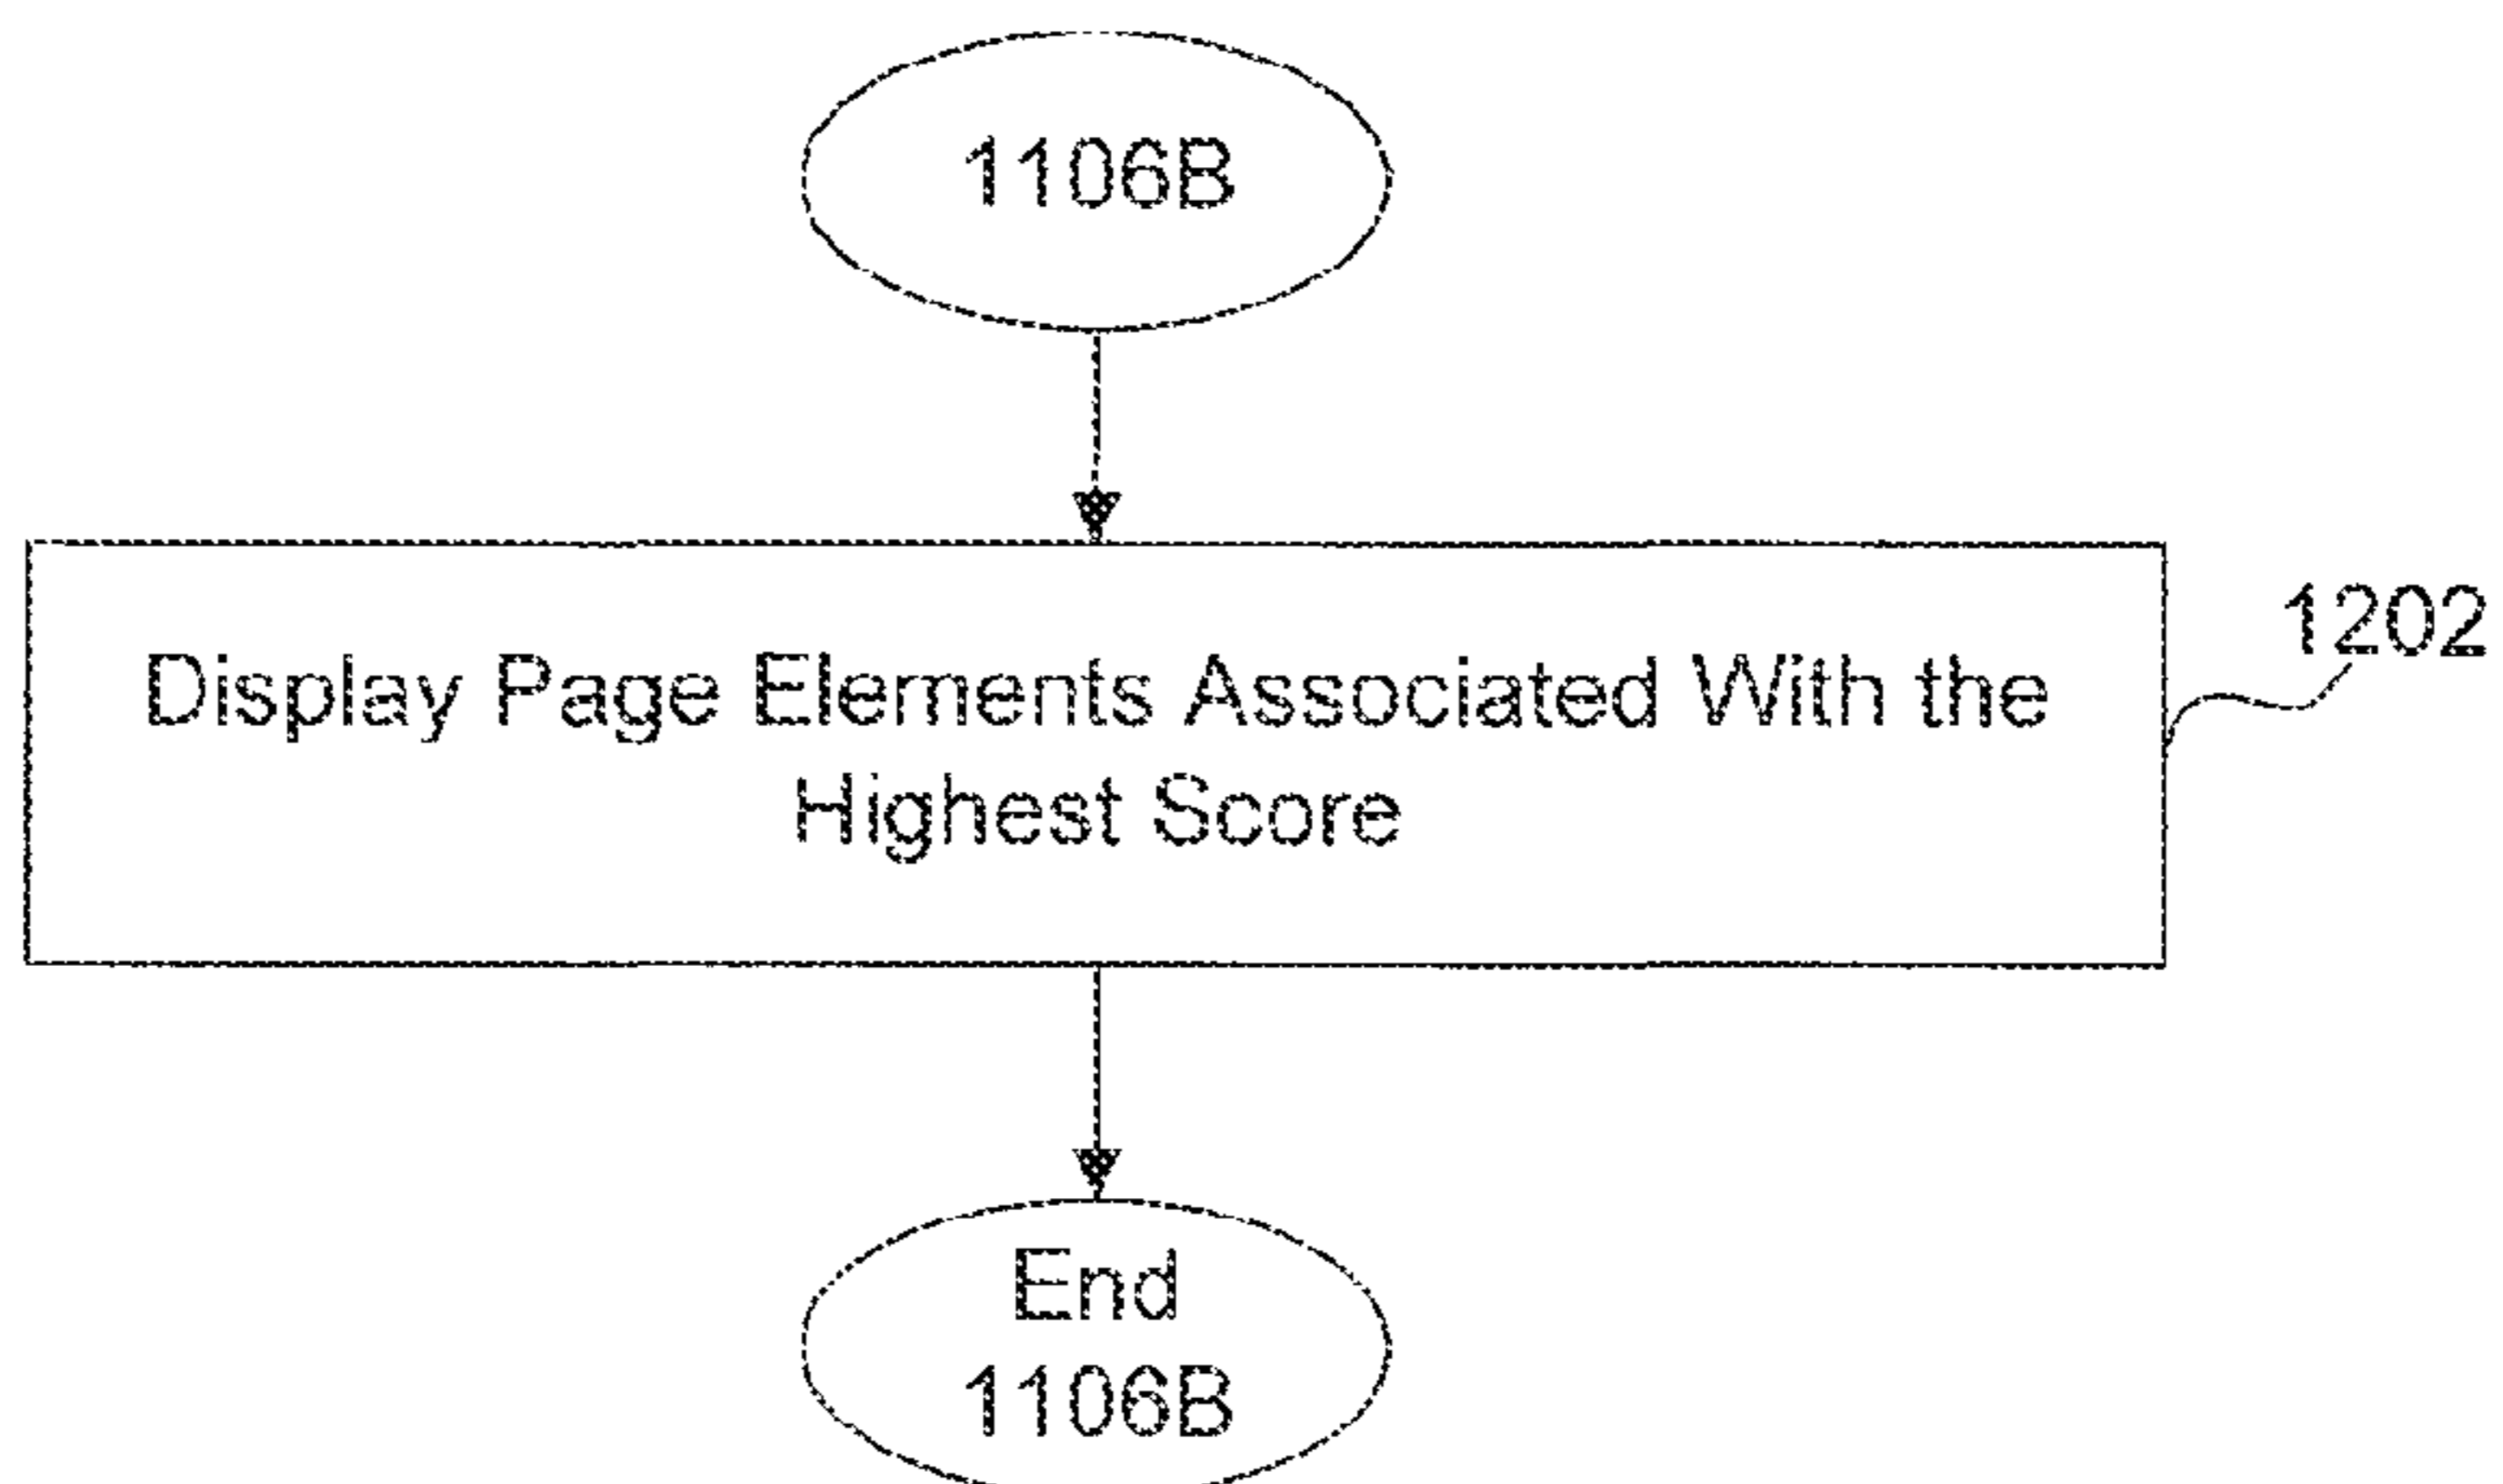 1106B
1202
Display Page Elements Associated With the
Highest Score
End
1106B